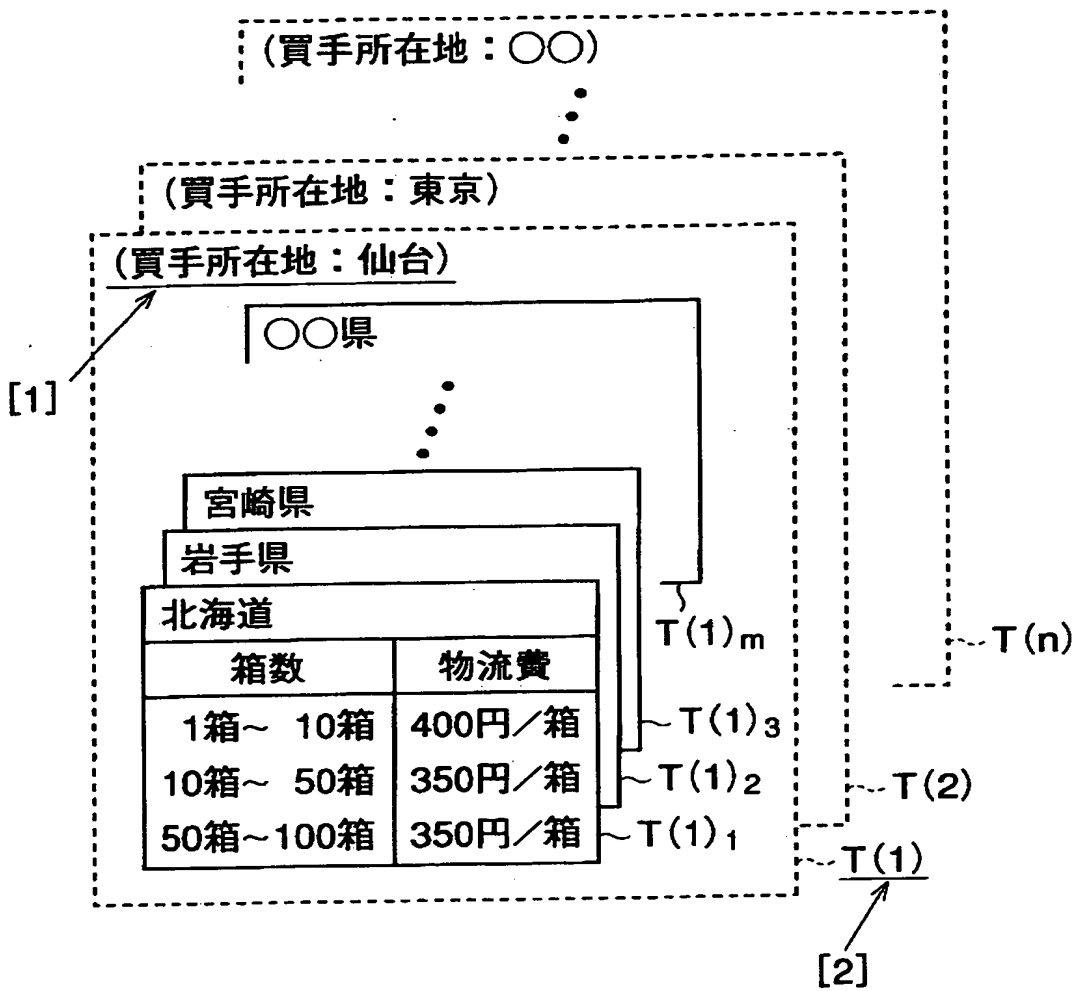 (買手所在地：○○)
(買手所在地：東京)
(買手所在地：仙台)
○○県
[1]
宮崎県
岩手県
北海道
T(1)m
T(n)
箱数 物流費
1箱～ 10箱 400円／箱
T(1)3
10箱～ 50箱 350円／箱
T(1)2
T(2)
50箱～100箱 350円／箱
T(1)1
T(1)
[2]